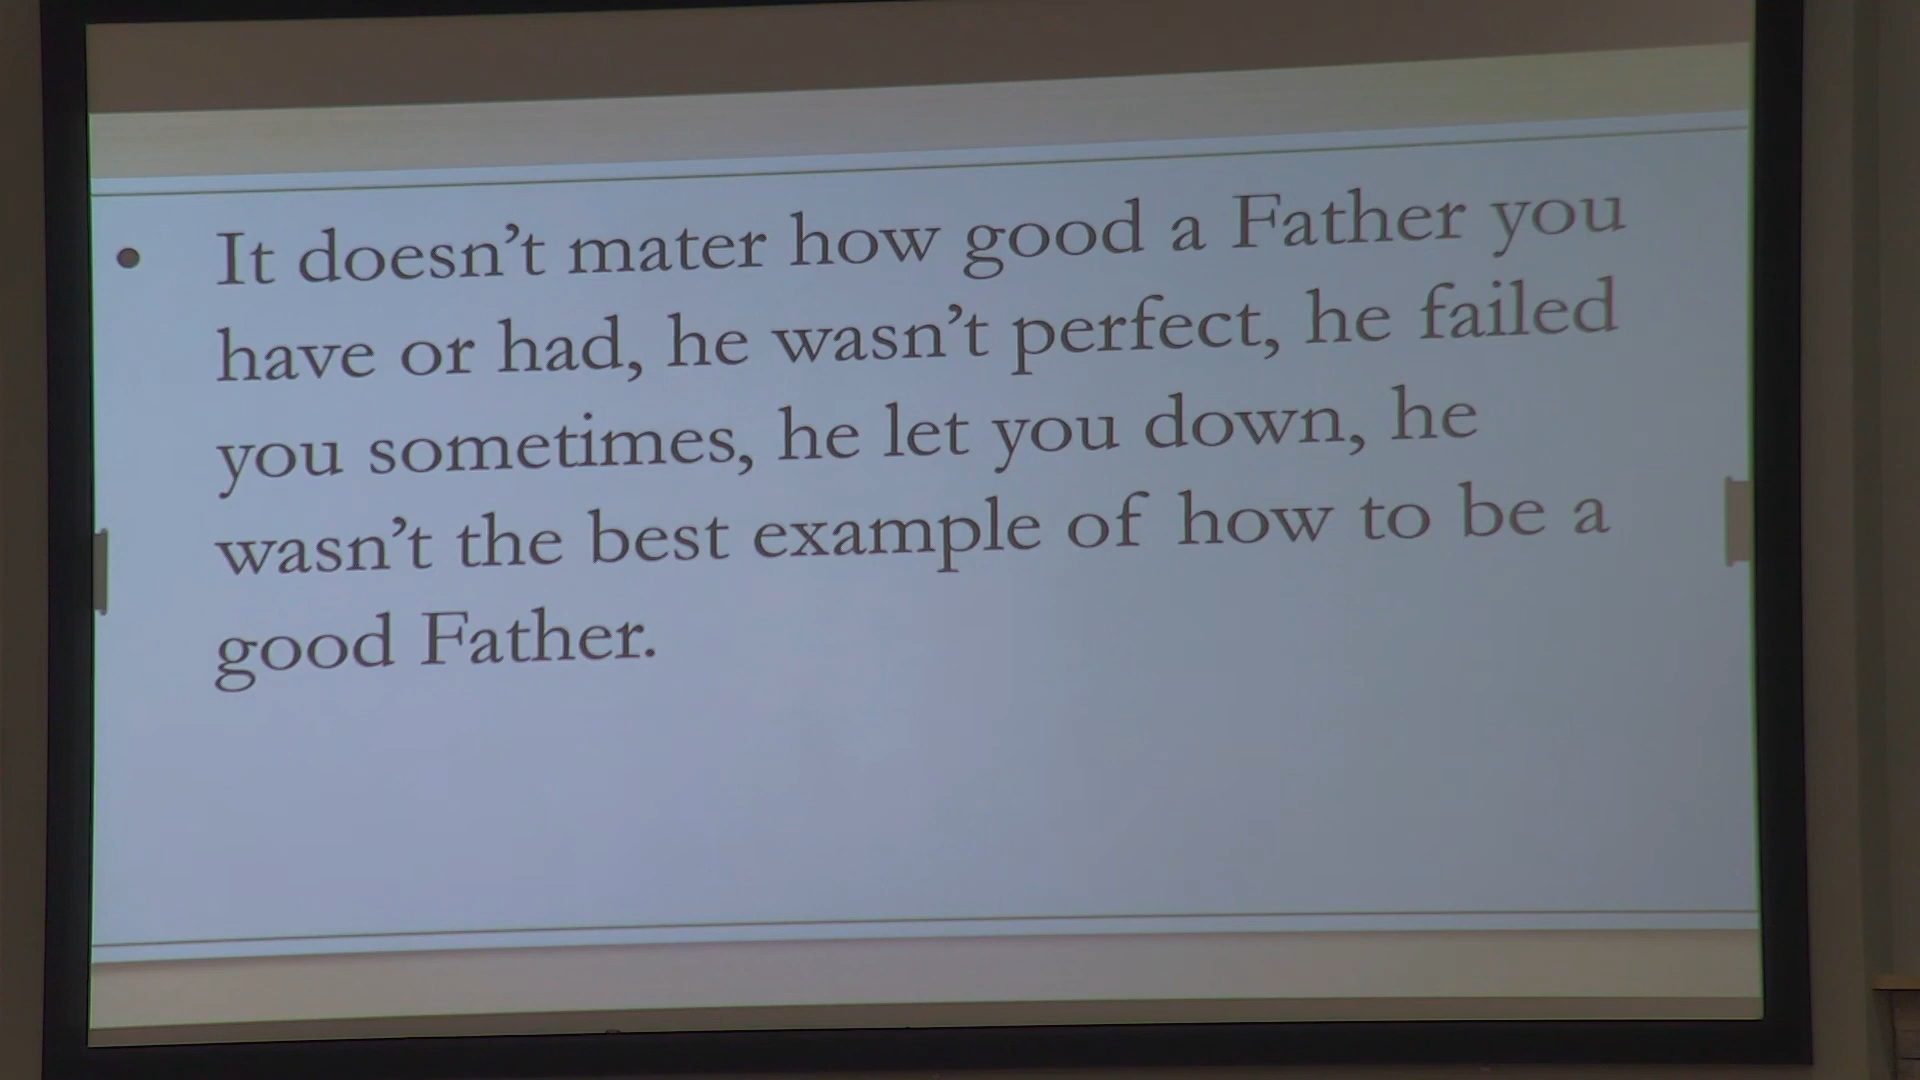 • It doesn’t mater how good a Father you
have or had, he wasn’t perfect, he failed
you sometimes, he let you down, he
wasn’t the best example of how to be a
good Father.